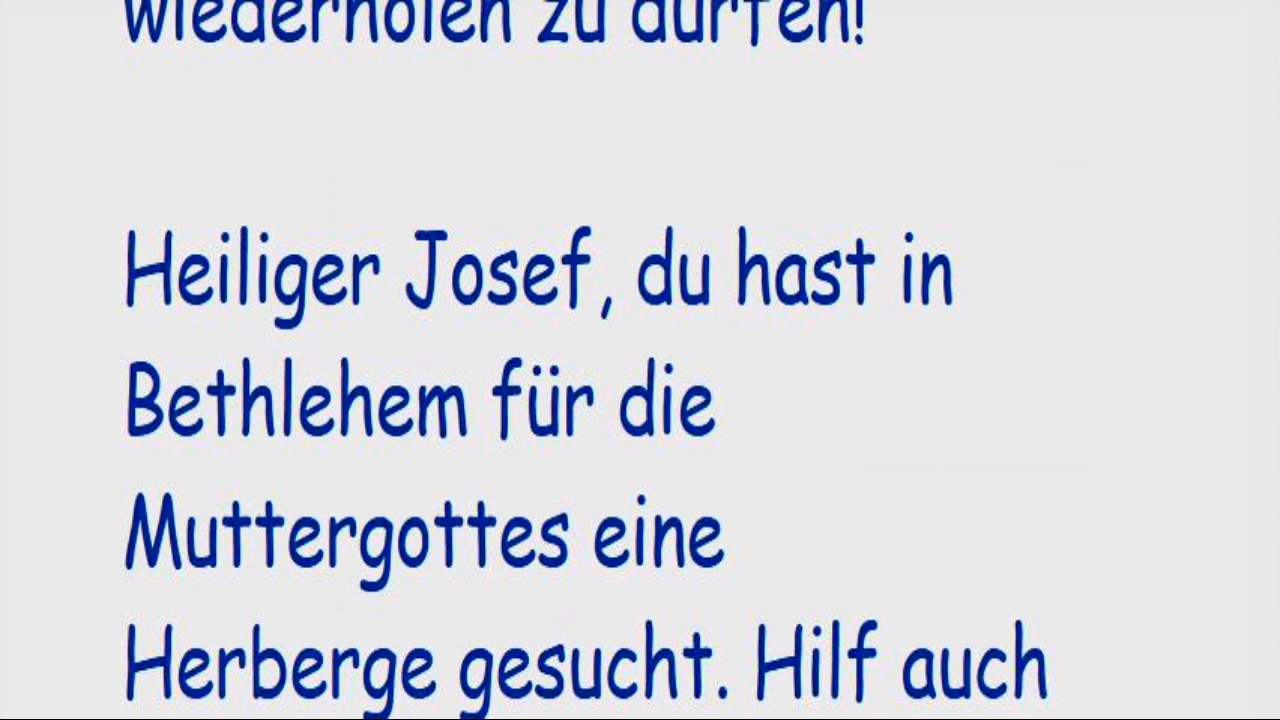 wiederholen zu dürfen!
Heiliger Josef, du hast in
Bethlehem für die
Muttergottes eine
Herberge gesucht. Hilf auch